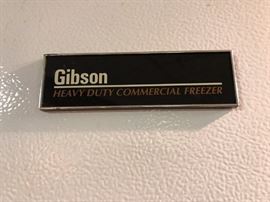 Gibson
HEAVY DUTY COMMERCIAL FREEZER